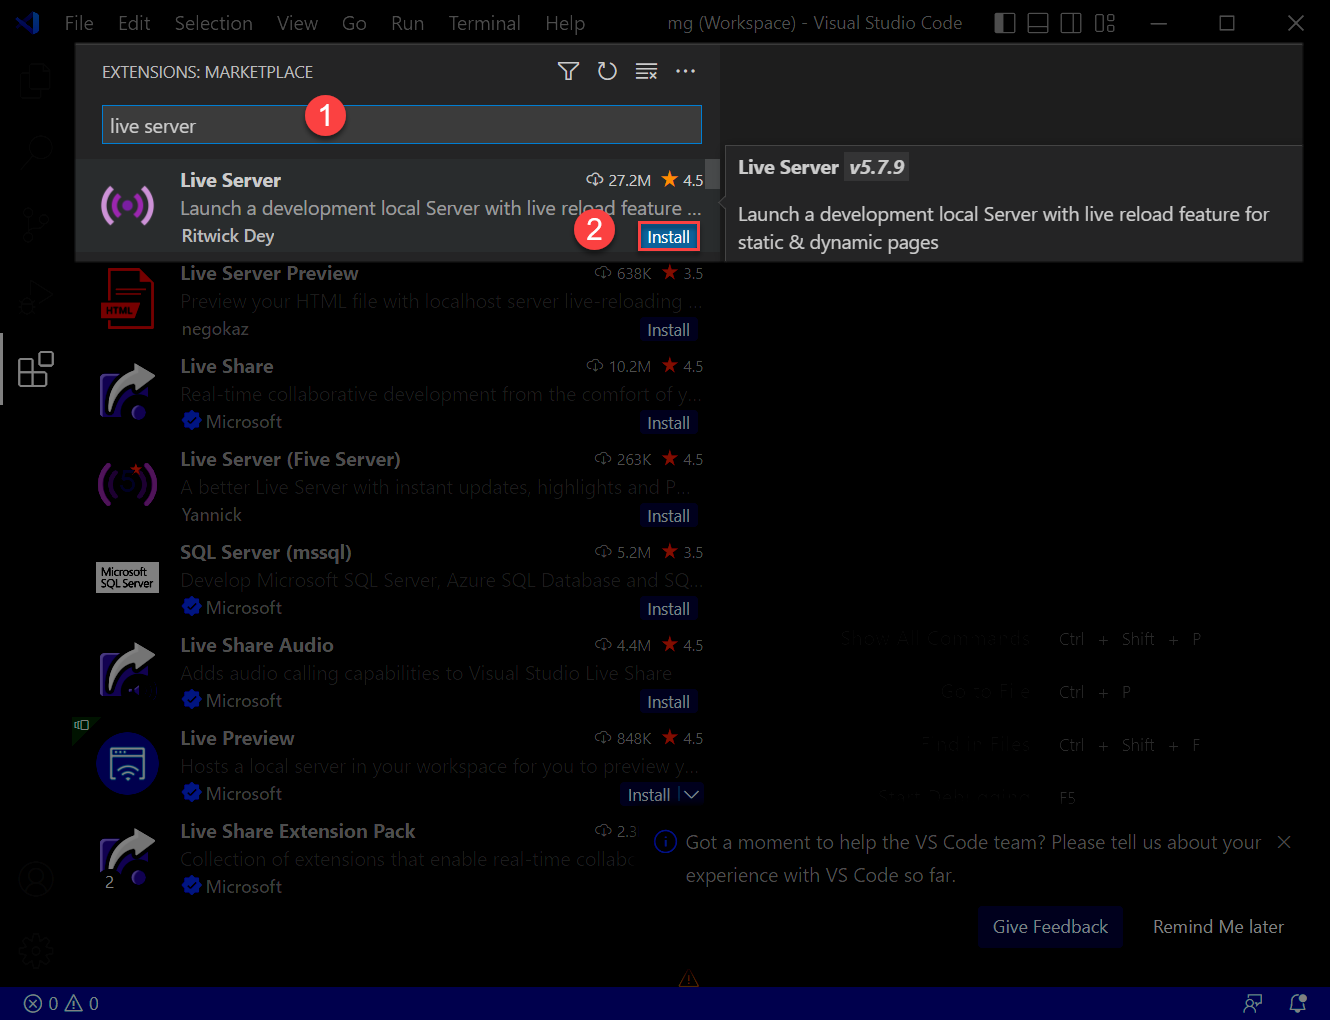 File Edit Selection View Go Run Terminal Help mg (Workspace) - Visual Studio Code
EXTENSIONS: MARKETPLACE
live server
1
Live Server 27.2M 4.5
Launch a development local Server with live reload feature ...
Ritwick Dey
2
Install
Live Server v5.7.9
Launch a development local Server with live reload feature for
static & dynamic pages
Live Server Preview 638K 3.5
Preview your HTML file with localhost server live-reloading ...
negokaz Install
HTML
Live Share 10.2M 4.5
Real-time collaborative development from the comfort of y...
Microsoft Install
Live Server (Five Server) 263K 4.5
A better Live Server with instant updates, highlights and P...
Yannick Install
SQL Server (mssql) 5.2M 3.5
Microsoft
SQL Server
Develop Microsoft SQL Server, Azure SQL Database and SQ...
Microsoft Install
Live Share Audio 4.4M 4.5
Adds audio calling capabilities to Visual Studio Live Share
Microsoft Install
Live Preview 848K 4.5
Hosts a local server in your workspace for you to preview y...
Microsoft Install
Live Share Extension Pack 2.3
Collection of extensions that enable real-time collabo
2
Microsoft
Show All Commands Ctrl + Shift + P
Go to File Ctrl + P
Find in Files Ctrl + Shift + F
Start Debugging F5
Got a moment to help the VS Code team? Please tell us about your
experience with VS Code so far.
Give Feedback Remind Me later
0 0